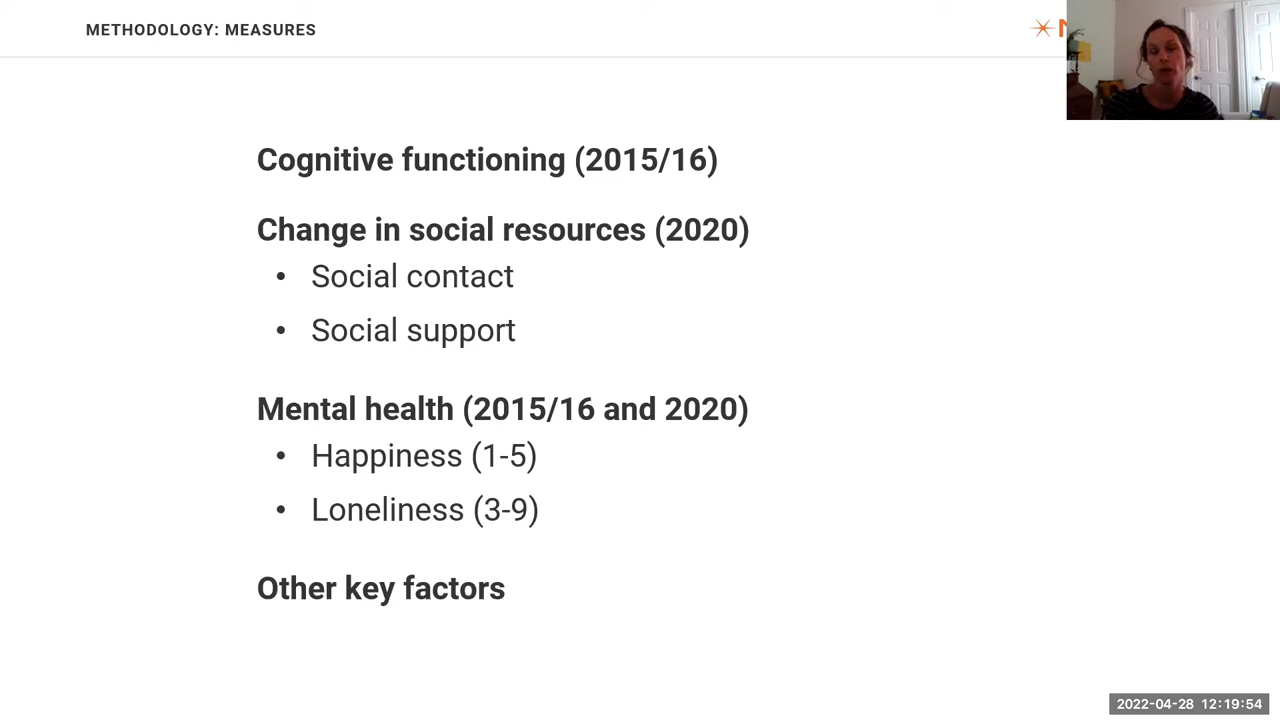 METHODOLOGY: MEASURES
Cognitive functioning (2015/16)
Change in social resources (2020)
• Social contact
• Social support
Mental health (2015/16 and 2020)
• Happiness (1-5)
• Loneliness (3-9)
Other key factors
2022-04-28 12:19:54